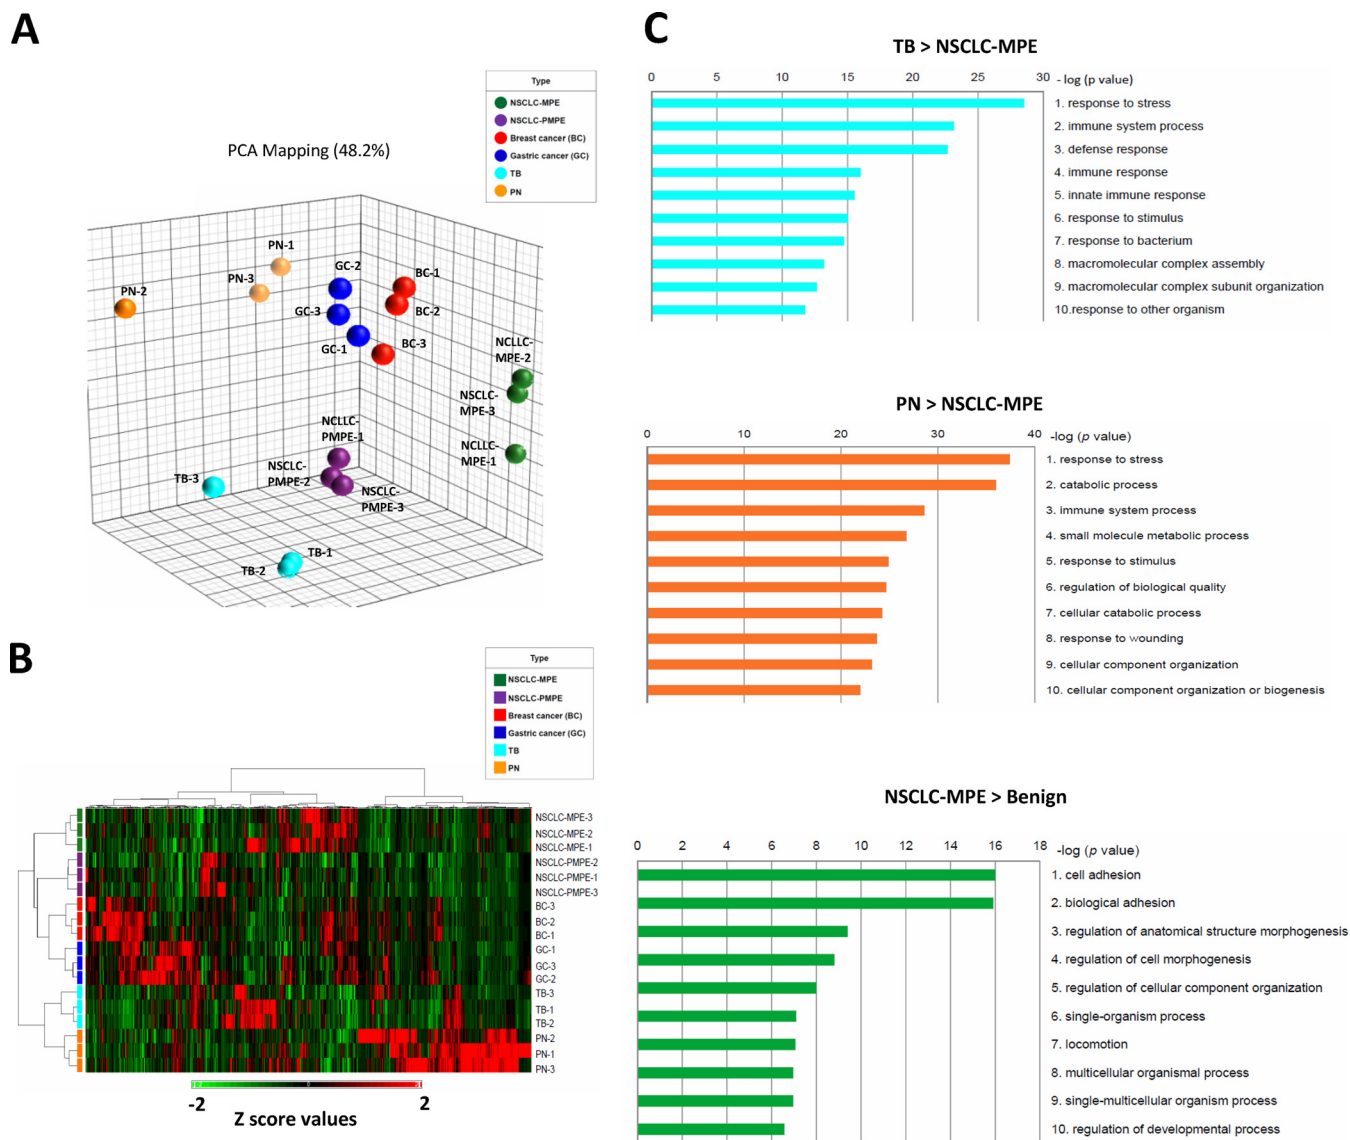 A
Type
NSCLC-MPE
NSCLC-PMPE
Breast cancer (BC)
Gastric cancer (GC)
TB
PN
PCA Mapping (48.2%)
PN-1
PN-2
PN-3
GC-2
BC-1
GC-3
BC-2
GC-1
BC-3
NCLLC-
MPE-2
NSCLC-
MPE-3
NCLLC-
MPE-1
NCLLC-
PMPE-1
NSCLC-
PMPE-2
NSCLC-
PMPE-3
TB-3
TB-1
TB-2
B
Type
NSCLC-MPE
NSCLC-PMPE
Breast cancer (BC)
Gastric cancer (GC)
TB
PN
NSCLC-MPE-3
NSCLC-MPE-2
NSCLC-MPE-1
NSCLC-PMPE-2
NSCLC-PMPE-1
NSCLC-PMPE-3
BC-3
BC-2
BC-1
GC-1
GC-3
GC-2
TB-3
TB-1
TB-2
PN-2
PN-1
PN-3
-2
2
Z score values
C
TB > NSCLC-MPE
0 5 10 15 20 25 30 - log (p value)
1. response to stress
2. immune system process
3. defense response
4. immune response
5. innate immune response
6. response to stimulus
7. response to bacterium
8. macromolecular complex assembly
9. macromolecular complex subunit organization
10.response to other organism
PN > NSCLC-MPE
0 10 20 30 40 -log (p value)
1. response to stress
2. catabolic process
3. immune system process
4. small molecule metabolic process
5. response to stimulus
6. regulation of biological quality
7. cellular catabolic process
8. response to wounding
9. cellular component organization
10. cellular component organization or biogenesis
NSCLC-MPE > Benign
0 2 4 6 8 10 12 14 16 18 -log (p value)
1. cell adhesion
2. biological adhesion
3. regulation of anatomical structure morphogenesis
4. regulation of cell morphogenesis
5. regulation of cellular component organization
6. single-organism process
7. locomotion
8. multicellular organismal process
9. single-multicellular organism process
10. regulation of developmental process